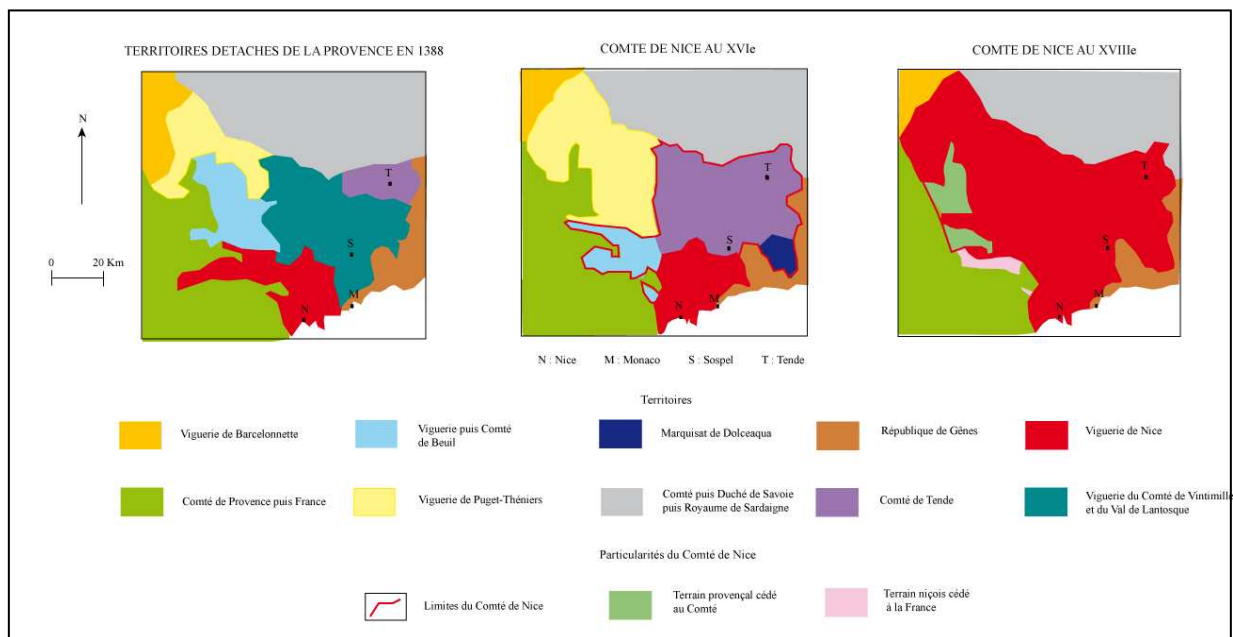 TERRITOIRES DETACHES DE LA PROVENCE EN 1388
COMTE DE NICE AU XVIe
COMTE DE NICE AU XVIIIe
N
0 20 Km
T
S
M
N
T
S
M
N
T
S
M
N
N : Nice M : Monaco S : Sospel T : Tende
Territoires
Viguerie de Barcelonnette
Viguerie puis Comté
de Beuil
Marquisat de Dolceaqua
République de Gênes
Viguerie de Nice
Comté de Provence puis France
Viguerie de Puget-Théniers
Comté puis Duché de Savoie
puis Royaume de Sardaigne
Comté de Tende
Viguerie du Comté de Vintimille
et du Val de Lantosque
Particularités du Comté de Nice
Limites du Comté de Nice
Terrain provençal cédé
au Comté
Terrain niçois cédé
à la France